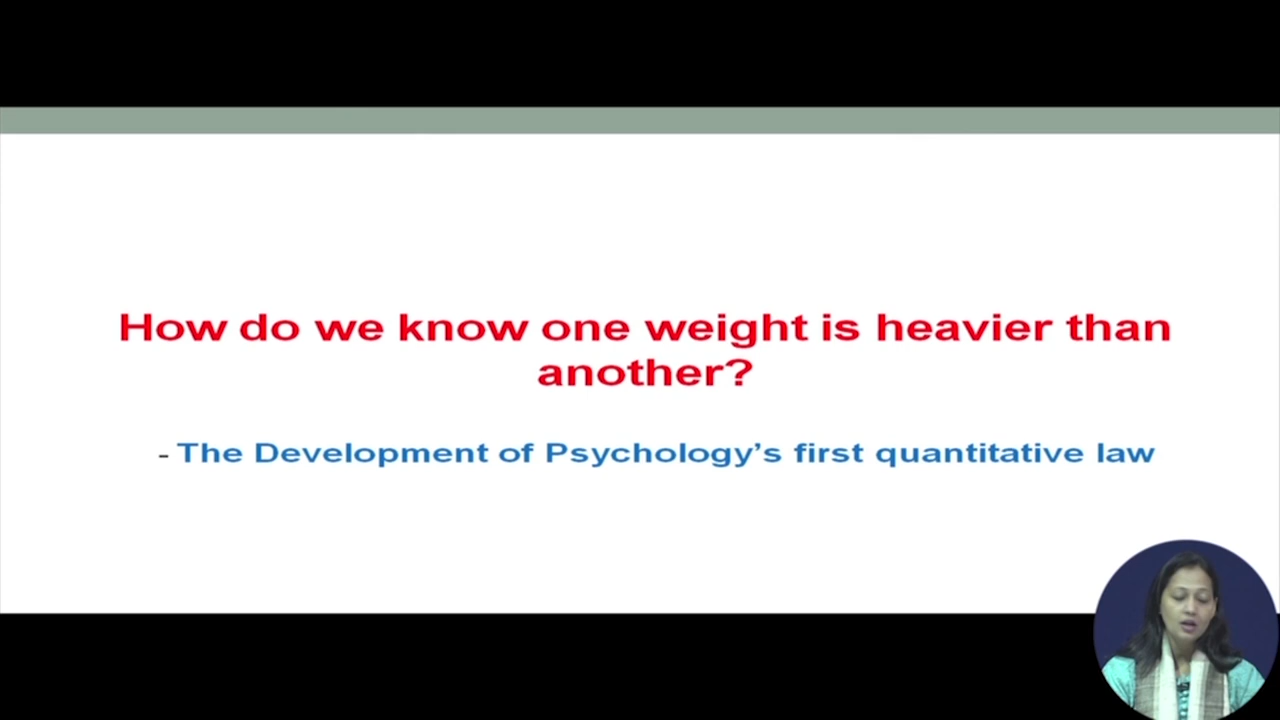 How do we know one weight is heavier than
another?
- The Development of Psychology’s first quantitative law